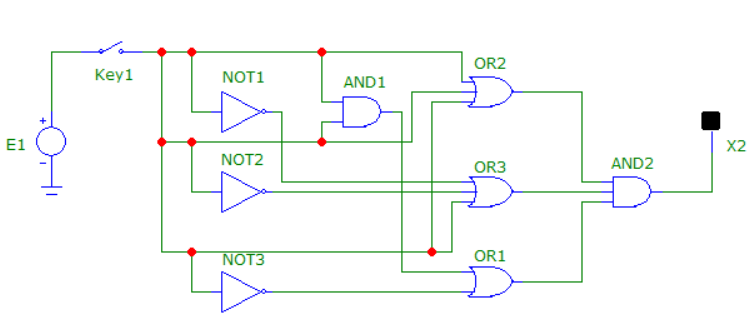 OR2
NOT1
Key1
AND1
+
E1
-
X2
NOT2
OR3
AND2
NOT3
OR1